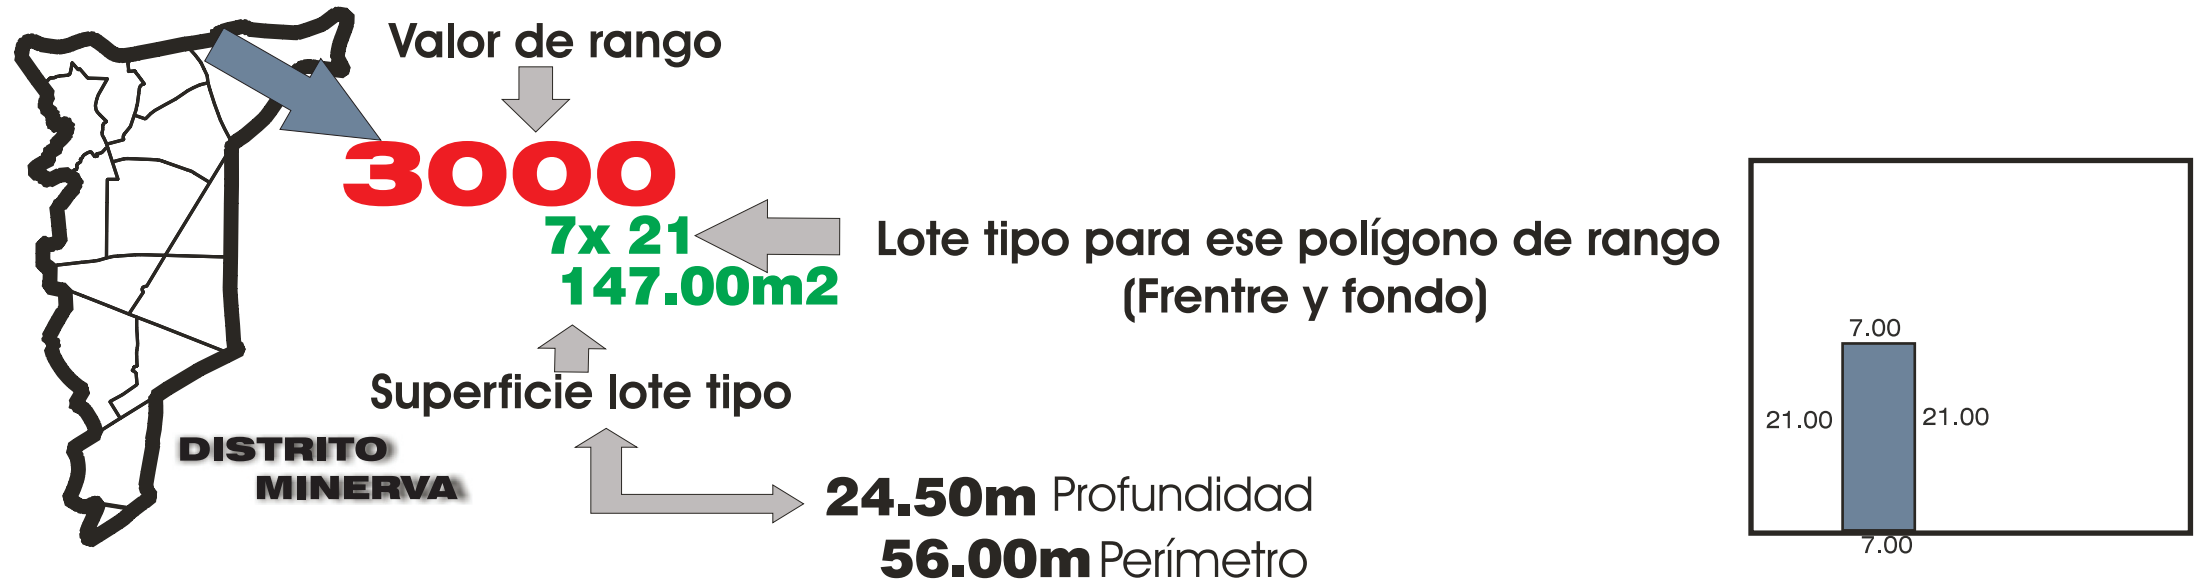 Valor de rango
3000
7x 21
147.00m2
Lote tipo para ese polígono de rango
(Frentre y fondo)
Superficie lote tipo
DISTRITO
MINERVA
24.50m Profundidad
56.00m Perímetro
7.00
21.00
21.00
7.00